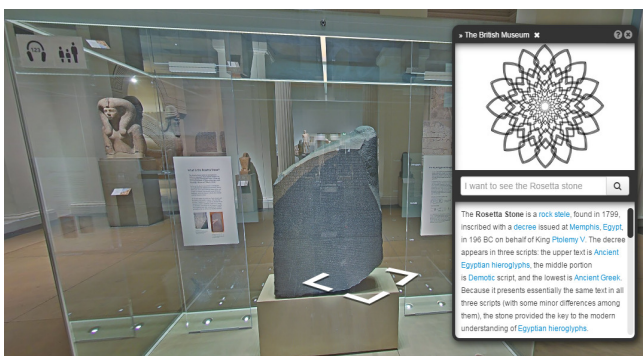 123
» The British Museum ✖
I want to see the Rosetta stone
The Rosetta Stone is a rock stele, found in 1799,
inscribed with a decree issued at Memphis, Egypt,
in 196 BC on behalf of King Ptolemy V. The decree
appears in three scripts: the upper text is Ancient
Egyptian hieroglyphs, the middle portion
is Demotic script, and the lowest is Ancient Greek.
Because it presents essentially the same text in all
three scripts (with some minor differences among
them), the stone provided the key to the modern
understanding of Egyptian hieroglyphs.